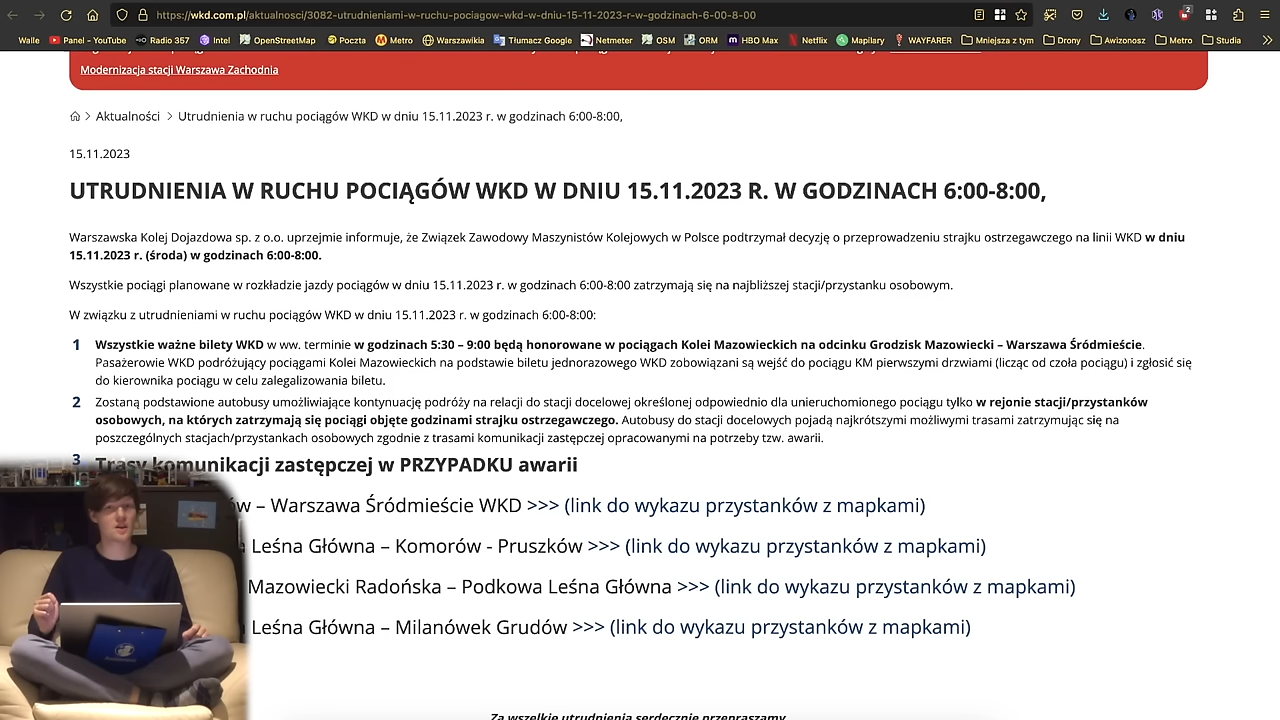 https://wkd.com.pl/aktualnosci/3082-utrudnieniami-w-ruchu-pociagow-wkd-w-dniu-15-11-2023-r-w-godzinach-6-00-8-00
2
Walle Panel - YouTube Radio 357 Intel OpenStreetMap Poczta Metro Warszawikia Tłumacz Google Netmeter OSM ORM HBO Max Netflix Mapilary WAYFARER Mniejsza z tym Drony Awizonosz Metro Studia
Modernizacja stacji Warszawa Zachodnia
Aktualności Utrudnienia w ruchu pociągów WKD w dniu 15.11.2023 r. w godzinach 6:00-8:00,
15.11.2023
UTRUDNIENIA W RUCHU POCIĄGÓW WKD W DNIU 15.11.2023 R. W GODZINACH 6:00-8:00,
Warszawska Kolej Dojazdowa sp. z o.o. uprzejmie informuje, że Związek Zawodowy Maszynistów Kolejowych w Polsce podtrzymał decyzję o przeprowadzeniu strajku ostrzegawczego na linii WKD w dniu
15.11.2023 r. (środa) w godzinach 6:00-8:00.
Wszystkie pociągi planowane w rozkładzie jazdy pociągów w dniu 15.11.2023 r. w godzinach 6:00-8:00 zatrzymają się na najbliższej stacji/przystanku osobowym.
W związku z utrudnieniami w ruchu pociągów WKD w dniu 15.11.2023 r. w godzinach 6:00-8:00:
1 Wszystkie ważne bilety WKD w ww. terminie w godzinach 5:30 – 9:00 będą honorowane w pociągach Kolei Mazowieckich na odcinku Grodzisk Mazowiecki – Warszawa Śródmieście.
Pasażerowie WKD podróżujący pociągami Kolei Mazowieckich na podstawie biletu jednorazowego WKD zobowiązani są wejść do pociągu KM pierwszymi drzwiami (licząc od czoła pociągu) i zgłosić się
do kierownika pociągu w celu zalegalizowania biletu.
2 Zostaną podstawione autobusy umożliwiające kontynuację podróży na relacji do stacji docelowej określonej odpowiednio dla unieruchomionego pociągu tylko w rejonie stacji/przystanków
osobowych, na których zatrzymają się pociągi objęte godzinami strajku ostrzegawczego. Autobusy do stacji docelowych pojadą najkrótszymi możliwymi trasami zatrzymując się na
poszczególnych stacjach/przystankach osobowych zgodnie z trasami komunikacji zastępczej opracowanymi na potrzeby tzw. awarii.
3 Trasy komunikacji zastępczej w PRZYPADKU awarii
ów – Warszawa Śródmieście WKD >>> (link do wykazu przystanków z mapkami)
Leśna Główna – Komorów - Pruszków >>> (link do wykazu przystanków z mapkami)
Mazowiecki Radońska – Podkowa Leśna Główna >>> (link do wykazu przystanków z mapkami)
Leśna Główna – Milanówek Grudów >>> (link do wykazu przystanków z mapkami)
Za wszelkie utrudnienia serdecznie przepraszamy